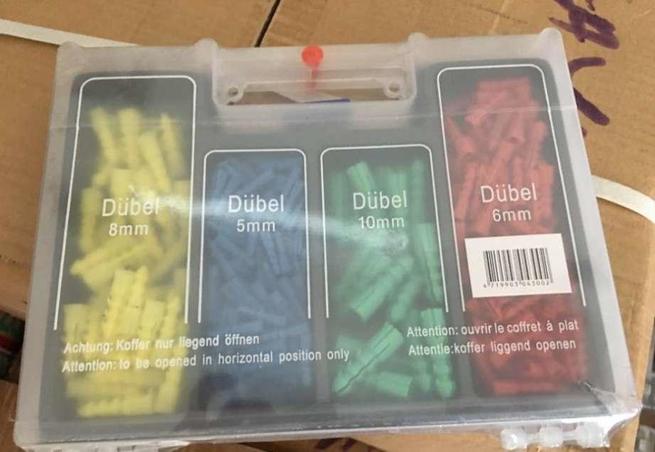 Dübel
8mm
Dübel
5mm
Dübel
10mm
Dübel
6mm
4719903043002
Achtung: Koffer nur liegend öffnen
Attention: to be opened in horizontal position only
Attention: ouvrir le coffret à plat
Attentie: koffer liggend openen